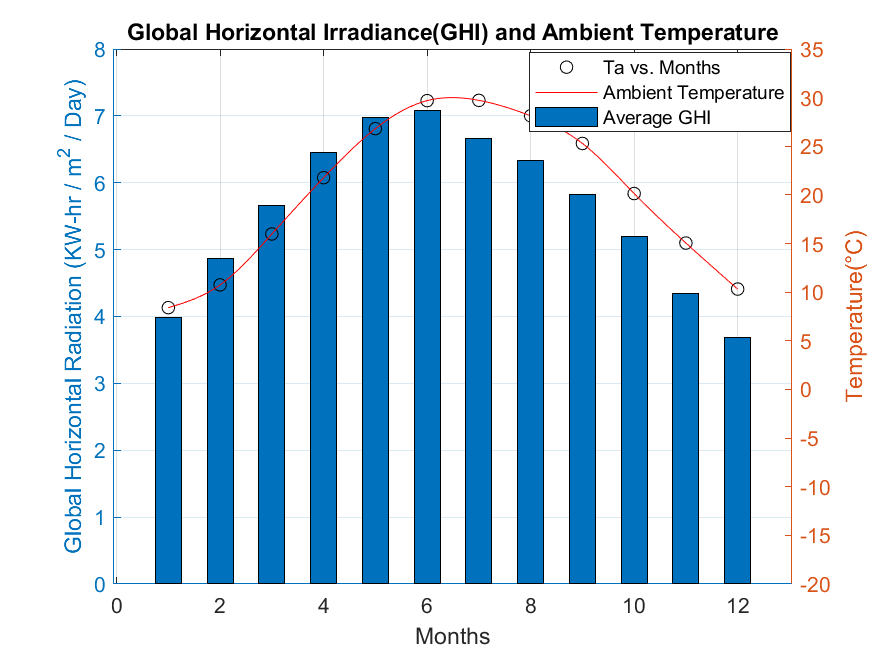 Global Horizontal Irradiance(GHI) and Ambient Temperature
Ta vs. Months
Ambient Temperature
Average GHI
Global Horizontal Radiation (KW-hr / m² / Day)
8
7
6
5
4
3
2
1
0
35
30
25
20
15
10
5
0
-5
-10
-15
-20
Temperature(°C)
0 2 4 6 8 10 12
Months